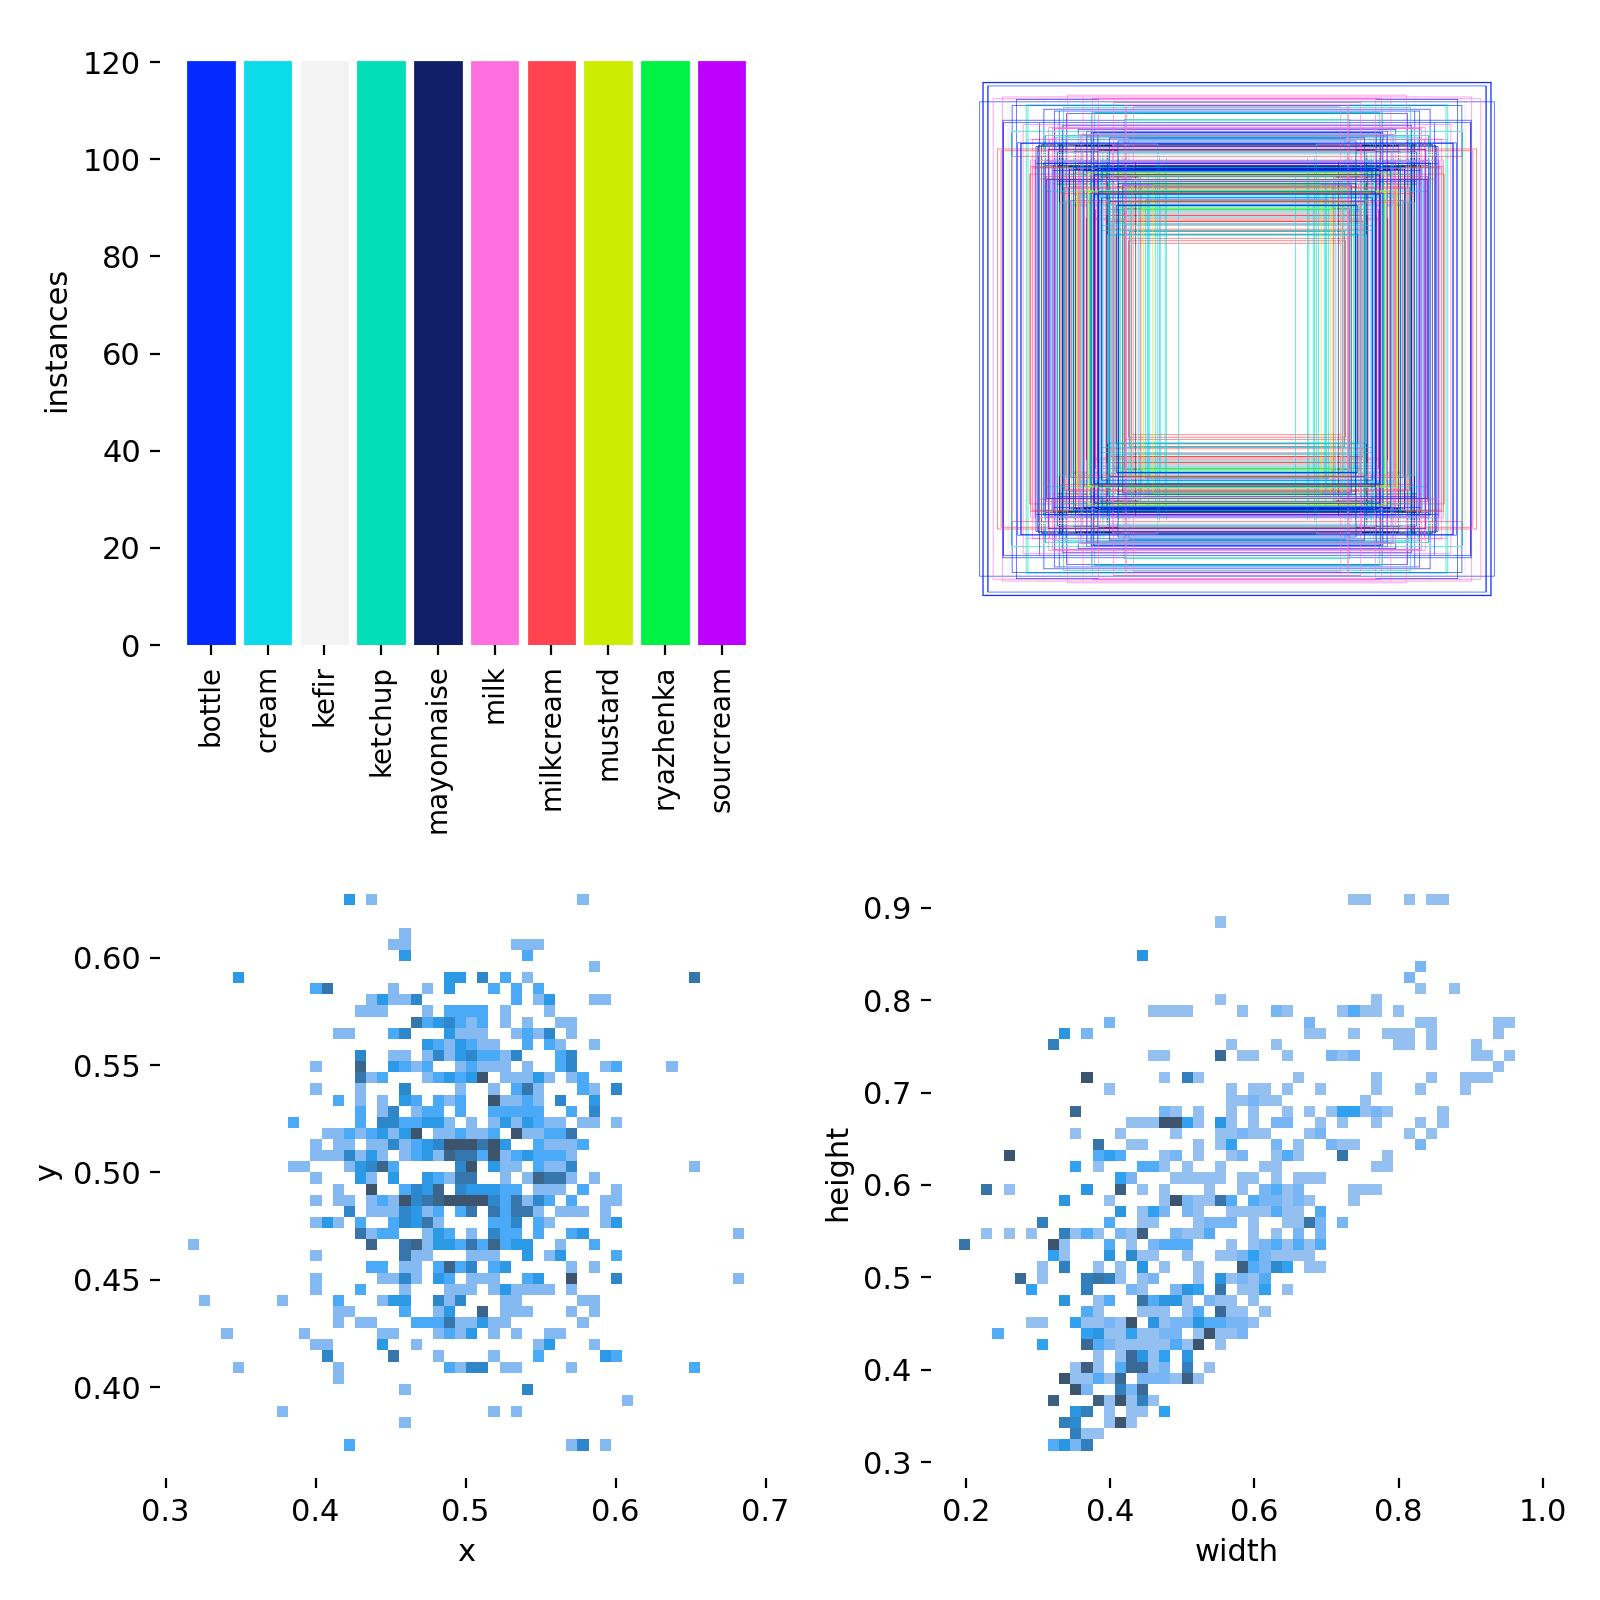 120
100
80
60
40
20
0
instances
bottle
cream
kefir
ketchup
mayonnaise
milk
milkcream
mustard
ryazhenka
sourcream
0.60
0.55
0.50
0.45
0.40
y
0.3 0.4 0.5 0.6 0.7
x
0.9
0.8
0.7
0.6
0.5
0.4
0.3
height
0.2 0.4 0.6 0.8 1.0
width